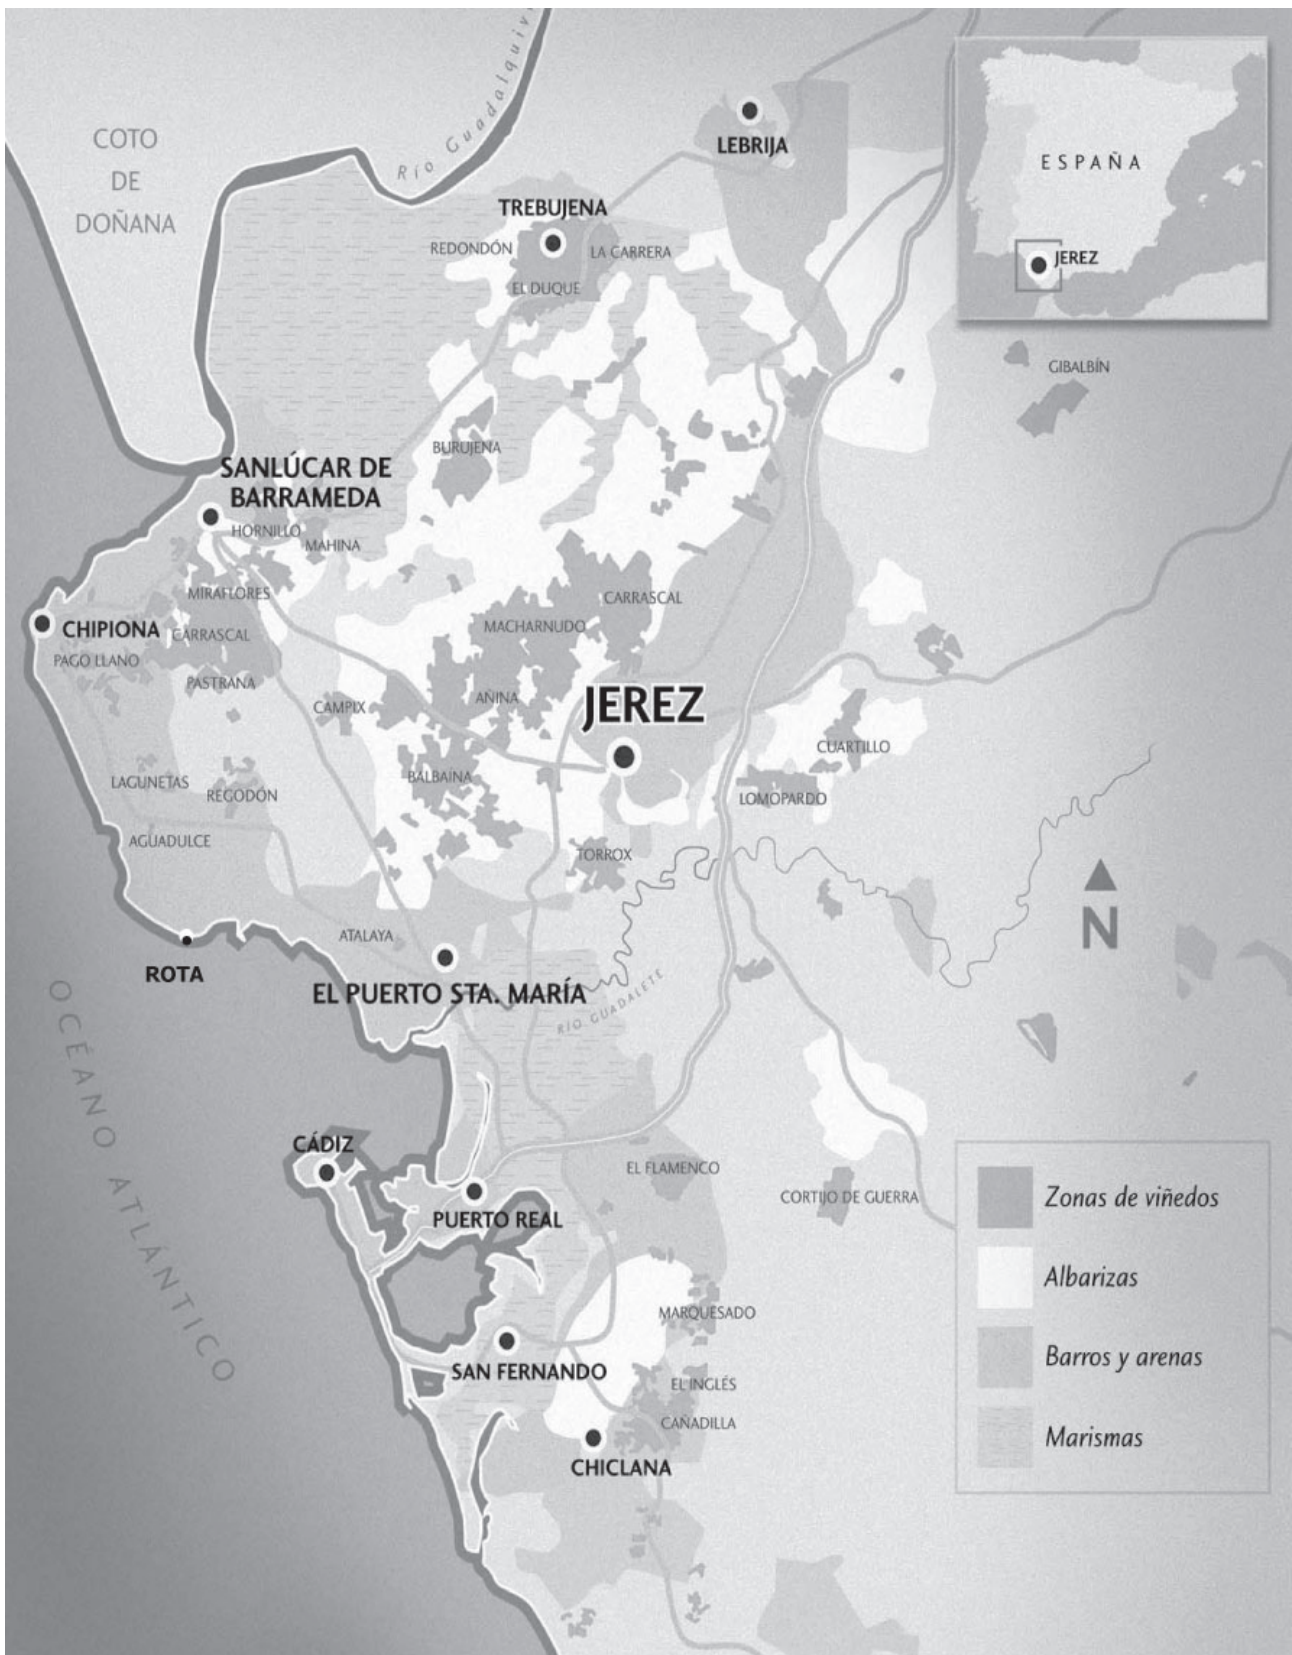 COTO
DE
DOÑANA
Río Guadalquivir
LEBRIJA
TREBUJENA
REDONDÓN
LA CARRERA
EL DUQUE
ESPAÑA
JEREZ
GIBALBÍN
BURUJENA
SANLÚCAR DE
BARRAMEDA
HORNILLO
MAHINA
MIRAFLORES
CARRASCAL
CHIPIONA
CARRASCAL
MACHARNUDO
PAGO LLANO
PASTRANA
CAMPIX
AÑINA
JEREZ
CUARTILLO
BALBAÍNA
LAGUNETAS
REGODÓN
LOMOPARDO
AGUADULCE
TORROX
ATALAYA
N
ROTA
EL PUERTO STA. MARÍA
RÍO GUADALETE
OCÉANO ATLÁNTICO
CÁDIZ
EL FLAMENCO
CORTIJO DE GUERRA
PUERTO REAL
MARQUESADO
SAN FERNANDO
EL INGLÉS
CAÑADILLA
CHICLANA
Zonas de viñedos
Albarizas
Barros y arenas
Marismas